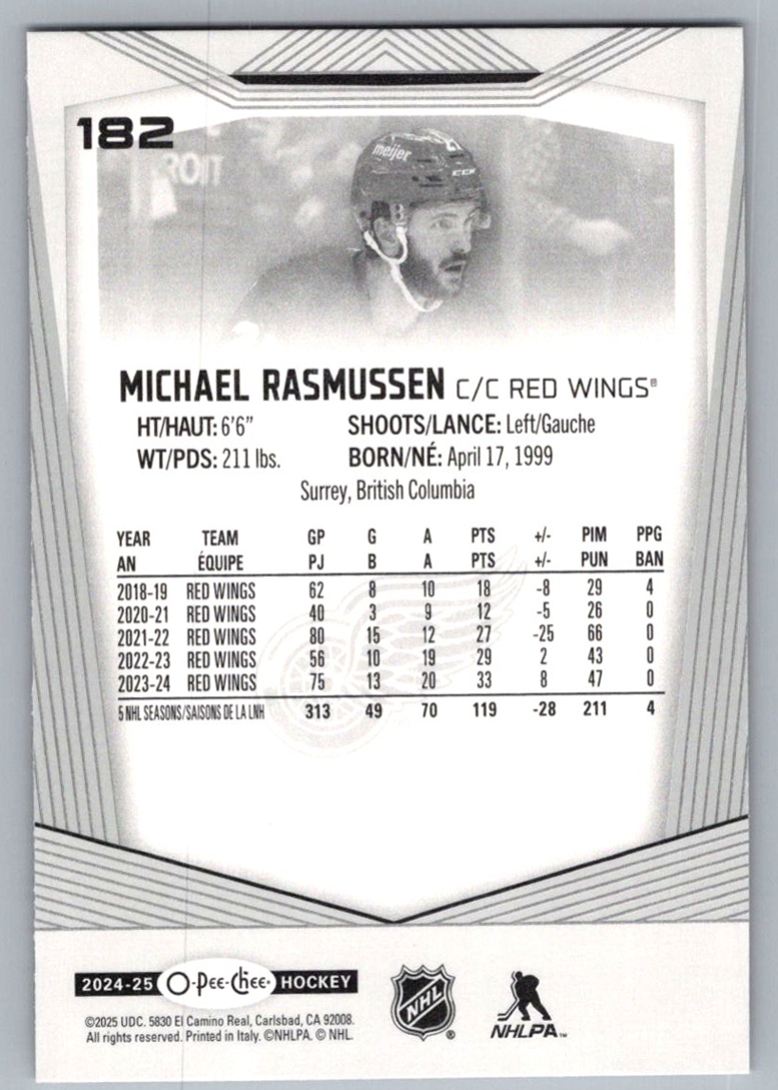 182
ROIT
meijer
CCM
MICHAEL RASMUSSEN C/C RED WINGS®
HT/HAUT: 6'6" SHOOTS/LANCE: Left/Gauche
WT/PDS: 211 lbs. BORN/NÉ: April 17, 1999
Surrey, British Columbia
YEAR TEAM GP G A PTS +/- PIM PPG
AN ÉQUIPE PJ B A PTS +/- PUN BAN
2018-19 RED WINGS 62 8 10 18 -8 29 4
2020-21 RED WINGS 40 3 9 12 -5 26 0
2021-22 RED WINGS 80 15 12 27 -25 66 0
2022-23 RED WINGS 56 10 19 29 2 43 0
2023-24 RED WINGS 75 13 20 33 8 47 0
5 NHL SEASONS/SAISONS DE LA LNH 313 49 70 119 -28 211 4
2024-25 O-Pee-Chee HOCKEY
NHL ®
NHLPA™
©2025 UDC. 5830 El Camino Real, Carlsbad, CA 92008.
All rights reserved. Printed in Italy. ©NHLPA. © NHL.